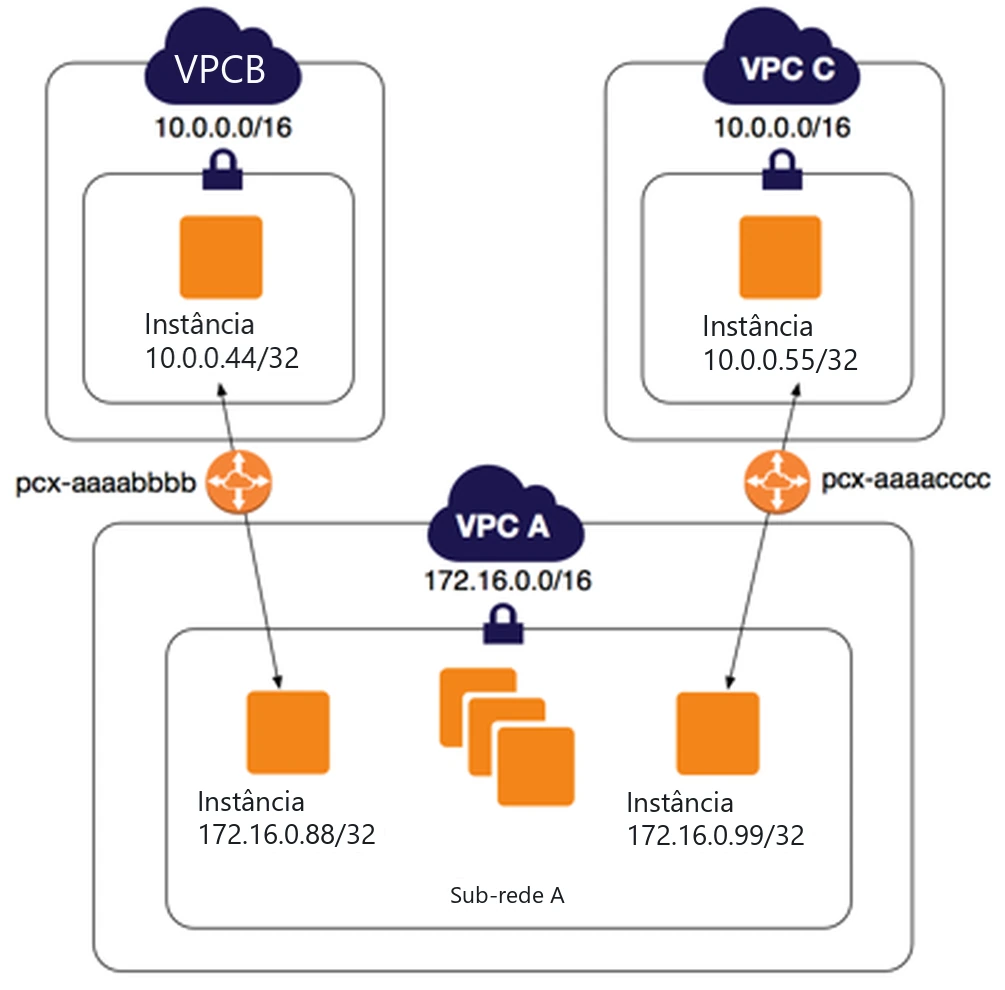 VPCB
10.0.0.0/16
Instância
10.0.0.44/32
VPC C
10.0.0.0/16
Instância
10.0.0.55/32
pcx-aaaabbbb
pcx-aaaacccc
VPC A
172.16.0.0/16
Instância
172.16.0.88/32
Instância
172.16.0.99/32
Sub-rede A